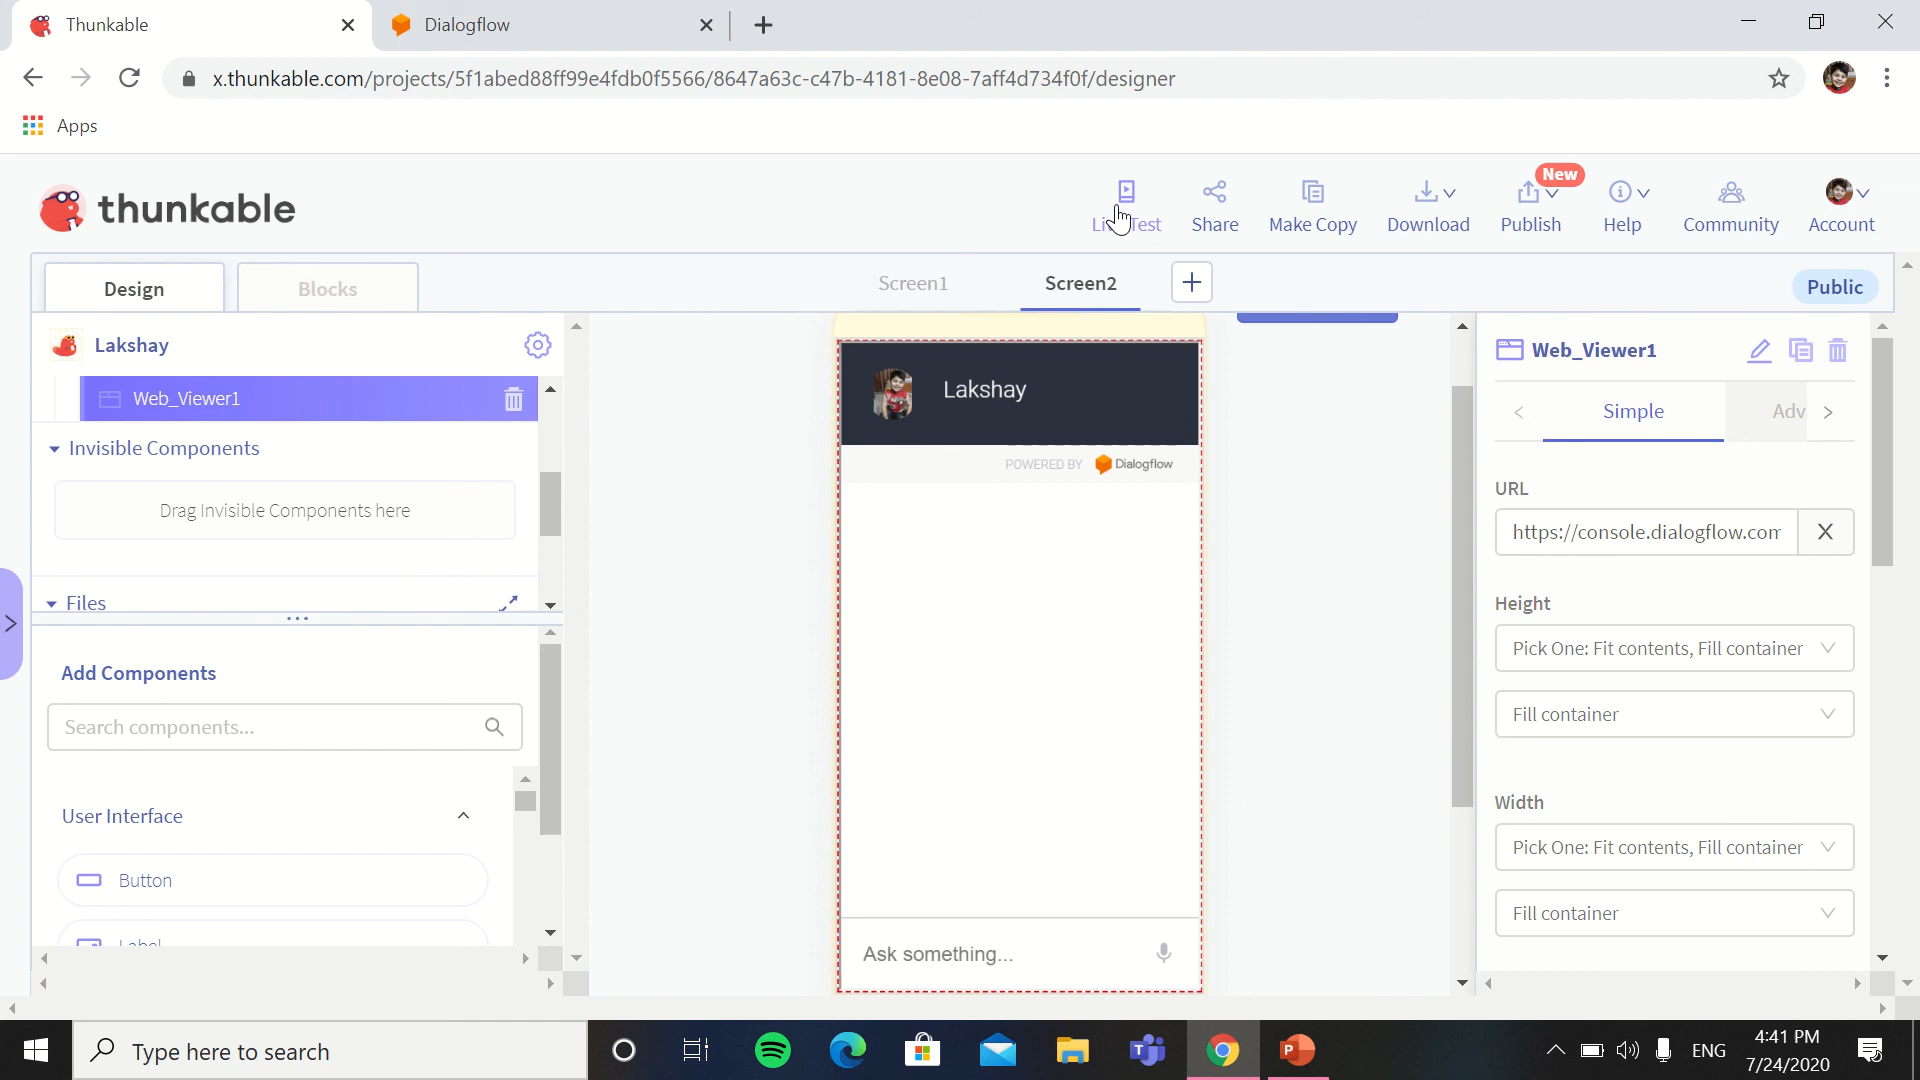 Thunkable
Dialogflow
x.thunkable.com/projects/5f1abed88ff99e4fdb0f5566/8647a63c-c47b-4181-8e08-7aff4d734f0f/designer
Apps
thunkable
Live Test
Share
Make Copy
Download
New
Publish
Help
Community
Account
Design
Blocks
Screen1
Screen2
Public
Lakshay
Web_Viewer1
Invisible Components
Drag Invisible Components here
Files
Add Components
Search components...
User Interface
Button
Label
Lakshay
POWERED BY Dialogflow
Ask something...
Web_Viewer1
Simple
Adv
URL
https://console.dialogflow.com
Height
Pick One: Fit contents, Fill container
Fill container
Width
Pick One: Fit contents, Fill container
Fill container
Type here to search
ENG
4:41 PM
7/24/2020